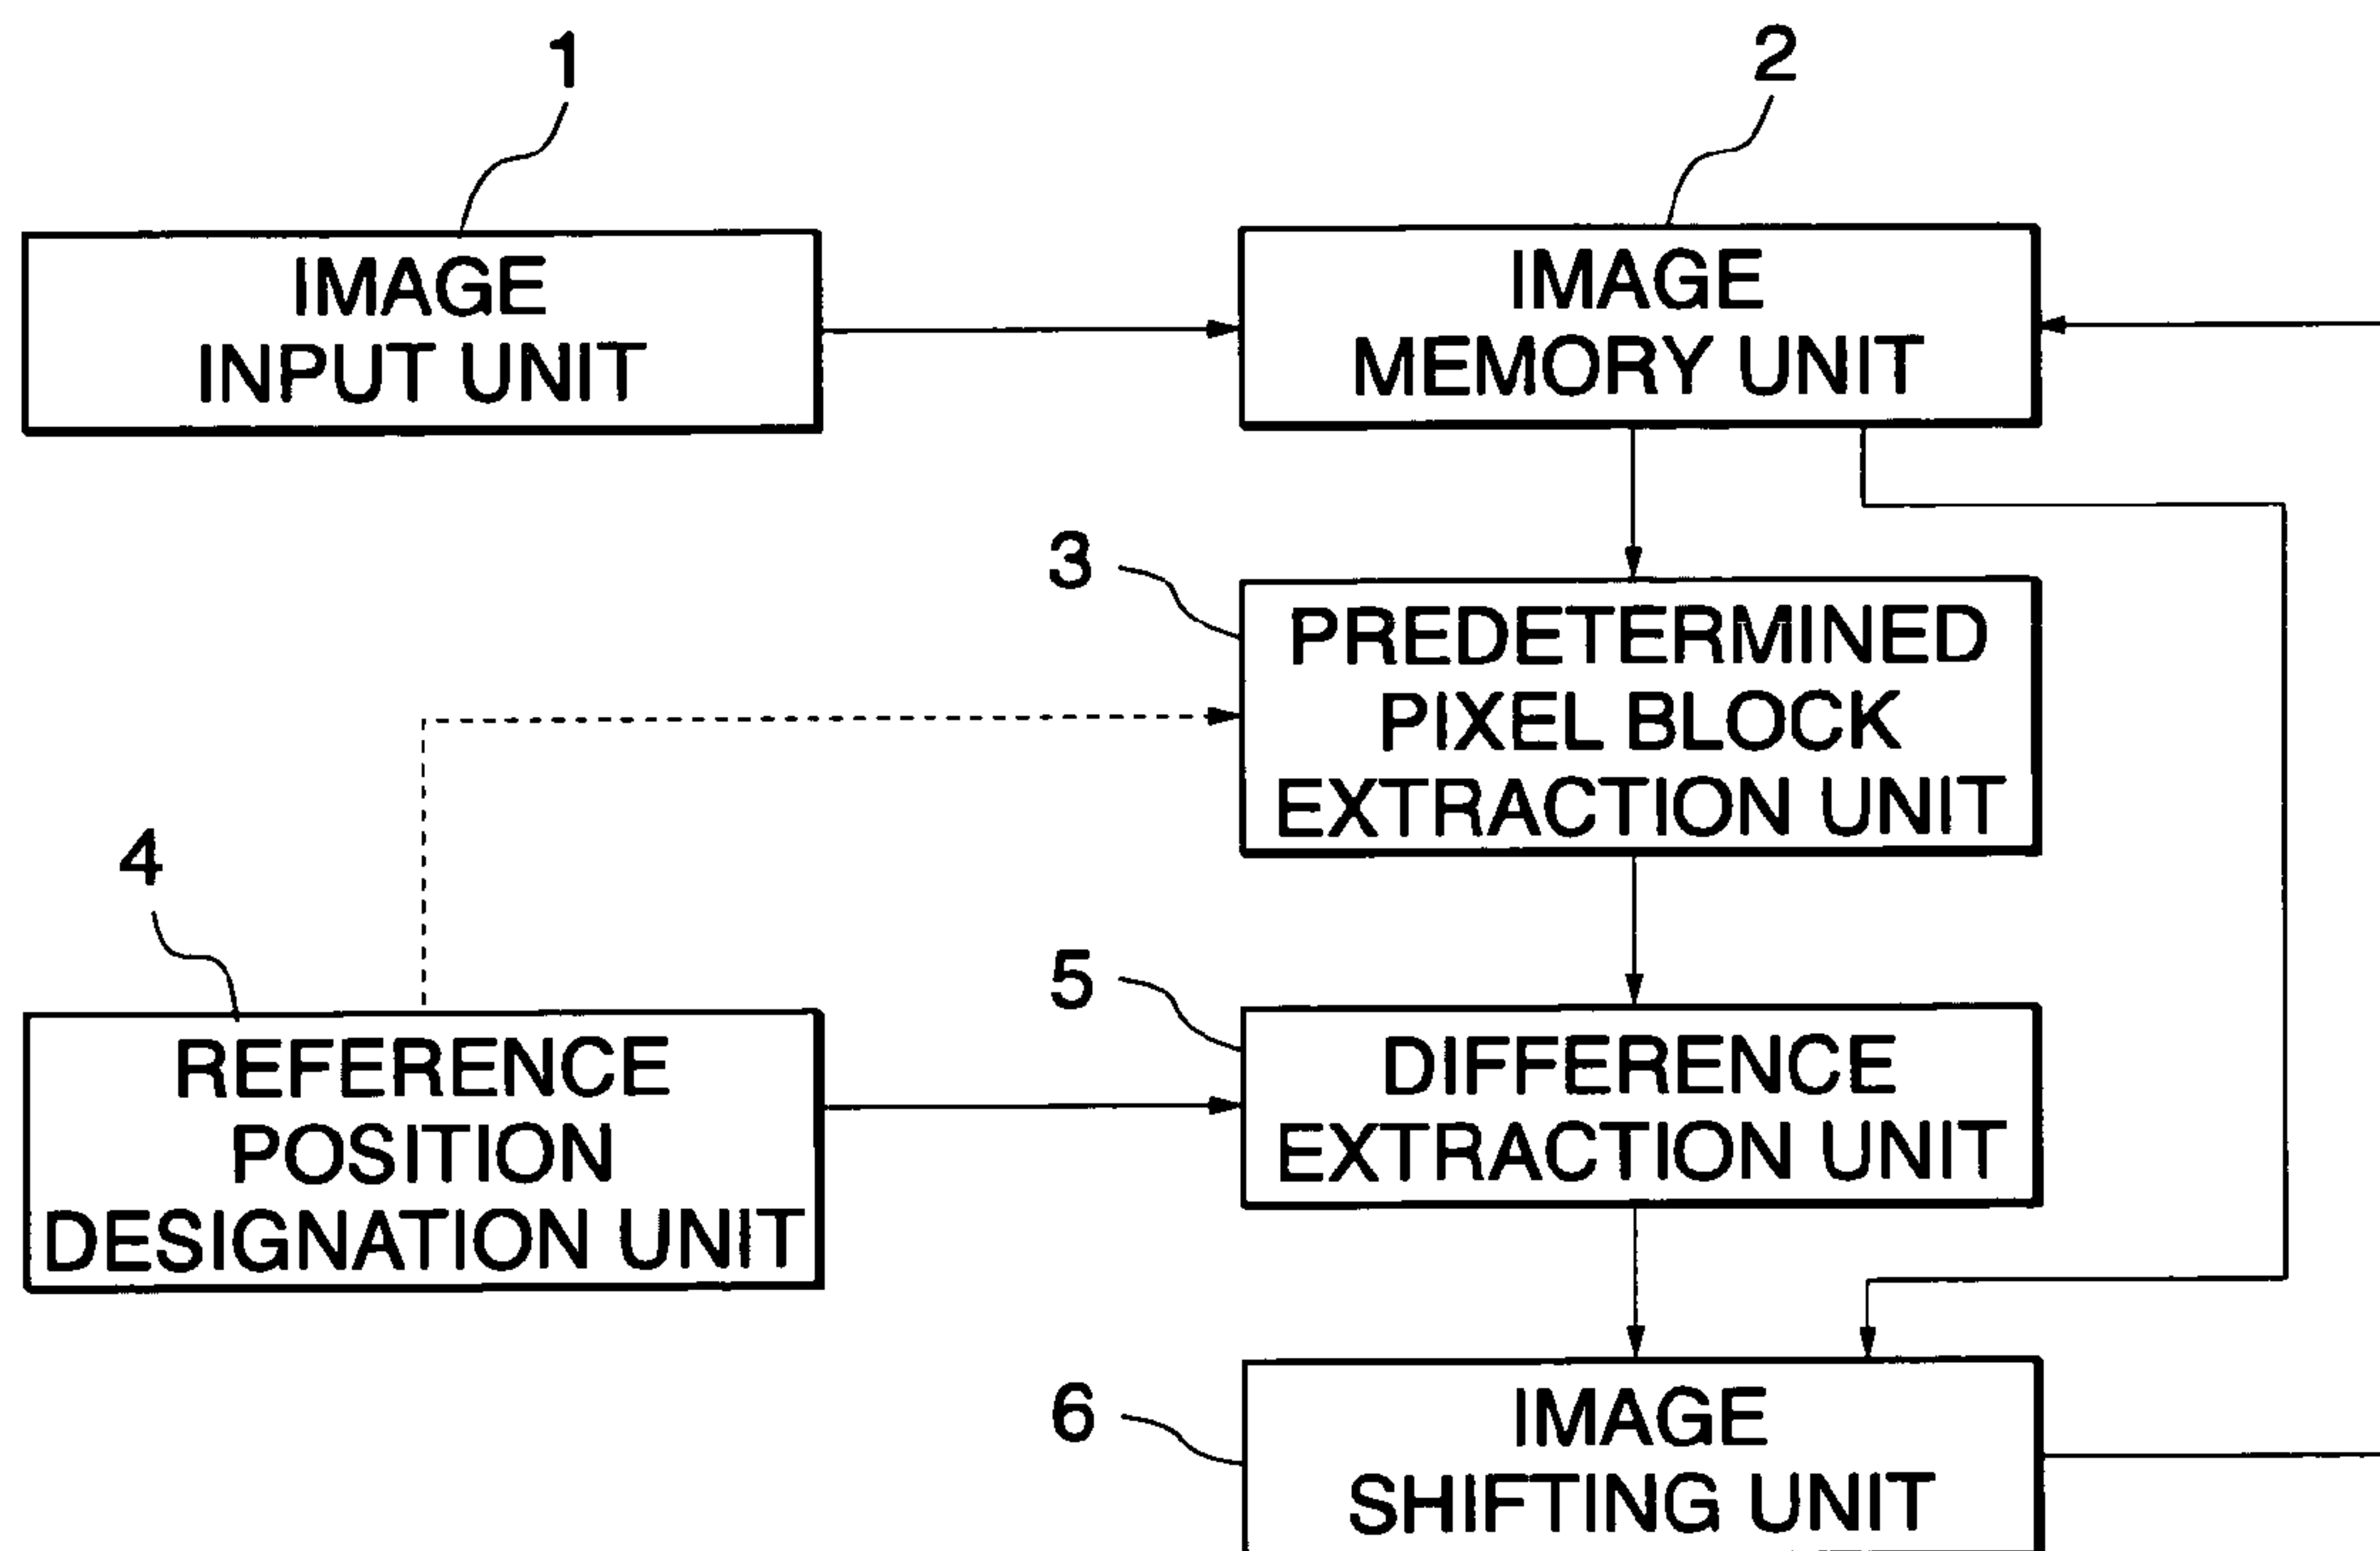 1
2
IMAGE
INPUT UNIT
IMAGE
MEMORY UNIT
3
PREDETERMINED
PIXEL BLOCK
EXTRACTION UNIT
4
REFERENCE
POSITION
DESIGNATION UNIT
5
DIFFERENCE
EXTRACTION UNIT
6
IMAGE
SHIFTING UNIT